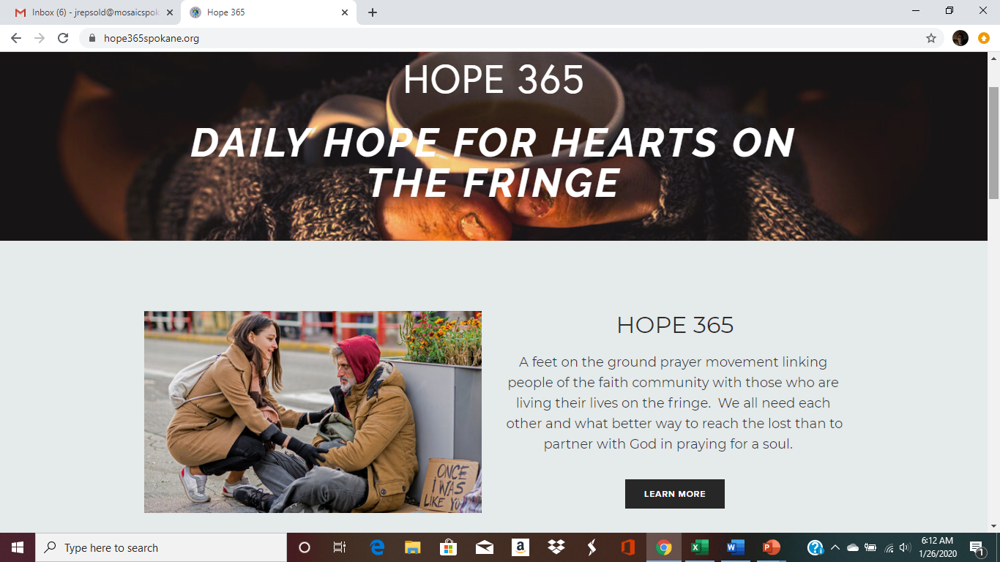 Inbox (6) - jrepsold@mosaicspok
Hope 365
hope365spokane.org
HOPE 365
DAILY HOPE FOR HEARTS ON
THE FRINGE
HOPE 365
A feet on the ground prayer movement linking
people of the faith community with those who are
living their lives on the fringe.  We all need each
other and what better way to reach the lost than to
partner with God in praying for a soul.
LEARN MORE
ONCE
I WAS
LIKE YO
Type here to search
6:12 AM
1/26/2020
1